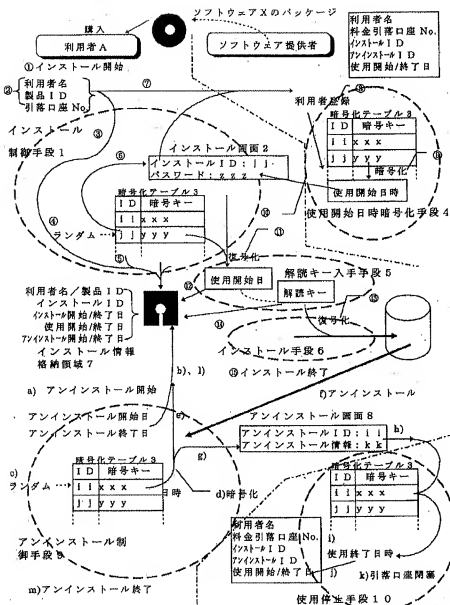 ソフトウェアXのパッケージ
購入
利用者A
ソフトウェア提供者
利用者名
料金引落口座No.
インストールID
アンインストールID
使用開始/終了日
①インストール開始
②
利用者名
製品ID
引落口座No.
⑦
③
インストール
制御手段1
⑥
インストール画面2
インストールID:jj
パスワード:zzz
利用者登録
⑧
暗号化テーブル3
ID 暗号キー
ii xxx
jj yyy
暗号化
使用開始日時
使用開始日時暗号化手段4
暗号化テーブル3
ID 暗号キー
ii xxx
jj yyy
ランダム
④
⑤
⑩
⑪
復号化
使用開始日
解読キー入手手段5
解読キー
⑫
⑬
復号化
⑭
インストール手段6
⑮インストール終了
利用者名/製品ID
インストールID
インストール開始/終了日
使用開始/終了日
アンインストール開始/終了日
インストール情報
格納領域7
b)、l)
a) アンインストール開始
アンインストール開始日
アンインストール終了日
e)
f)アンインストール
アンインストール画面8
アンインストールID:ii
アンインストール情報:kk
g)
h)
c)
ランダム
暗号化テーブル3
ID 暗号キー
ii xxx
jj yyy
日時
d)暗号化
アンインストール制
御手段9
利用者名
料金引落口座No.
インストールID
アンインストールID
使用開始/終了日
暗号化テーブル3
ID 暗号キー
ii xxx
jj yyy
i)
使用終了日時
j)
k)引落口座閉塞
使用停止手段10
m)アンインストール終了